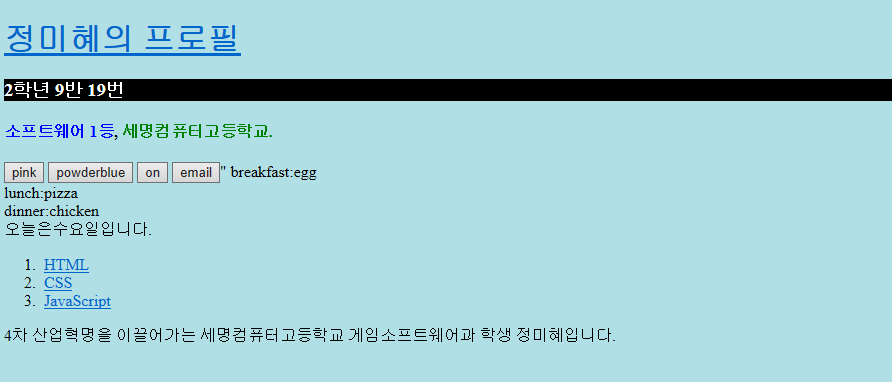 정미혜의 프로필
2학년 9반 19번
소프트웨어 1등, 세명컴퓨터고등학교.
pink powderblue on email" breakfast:egg
lunch:pizza
dinner:chicken
오늘은수요일입니다.
1. HTML
2. CSS
3. JavaScript
4차 산업혁명을 이끌어가는 세명컴퓨터고등학교 게임소프트웨어과 학생 정미혜입니다.